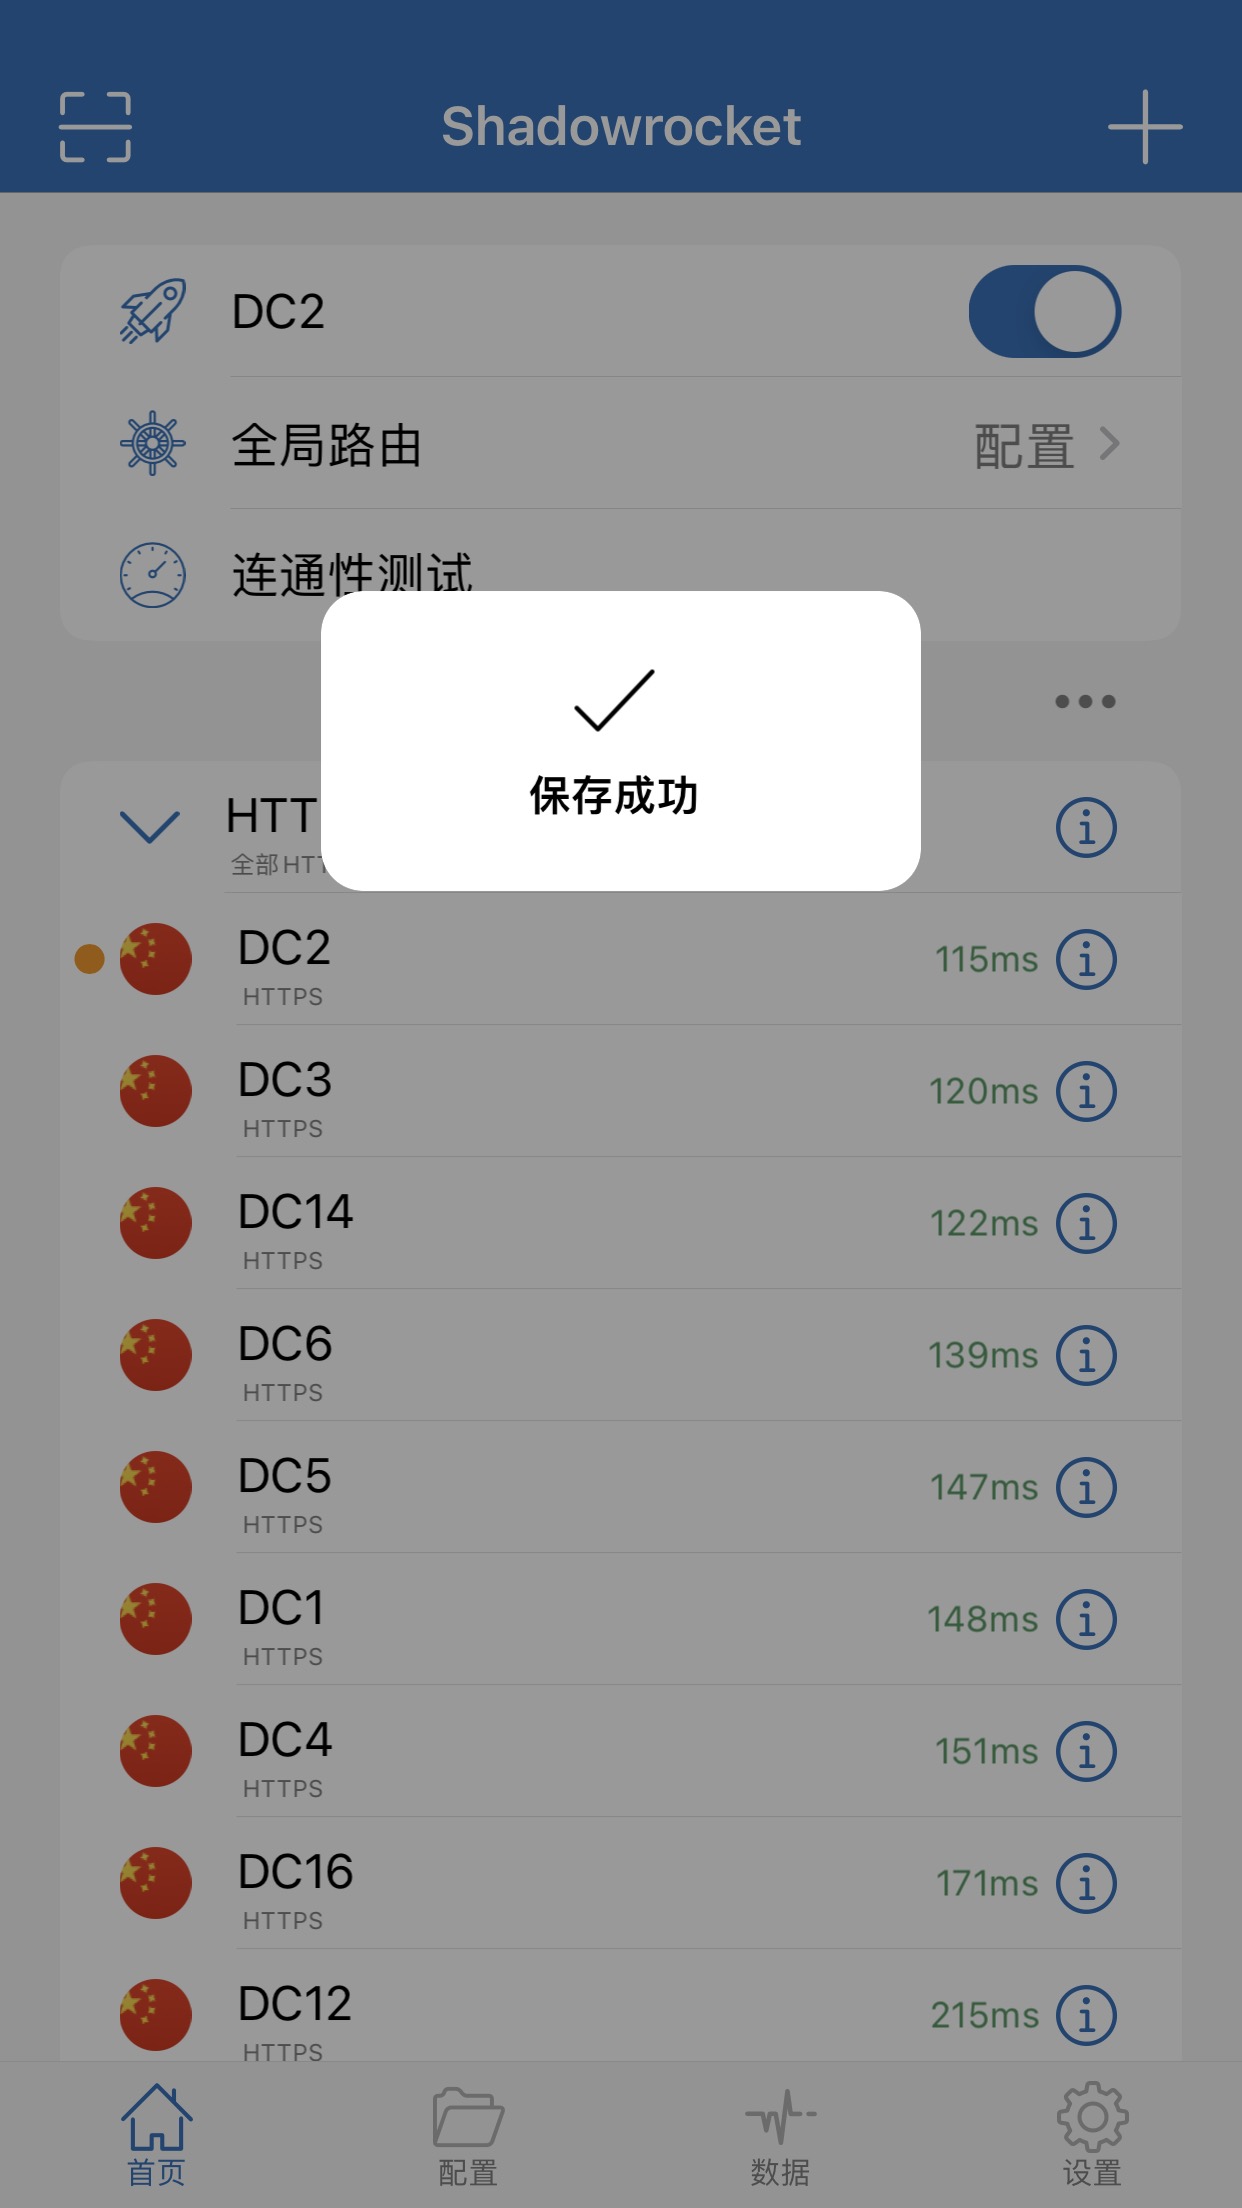 Shadowrocket
DC2
全局路由
配置
连通性测试
保存成功
HTT
全部HTT
DC2
115ms
HTTPS
DC3
120ms
HTTPS
DC14
122ms
HTTPS
DC6
139ms
HTTPS
DC5
147ms
HTTPS
DC1
148ms
HTTPS
DC4
151ms
HTTPS
DC16
171ms
HTTPS
DC12
215ms
HTTPS
首页
配置
数据
设置